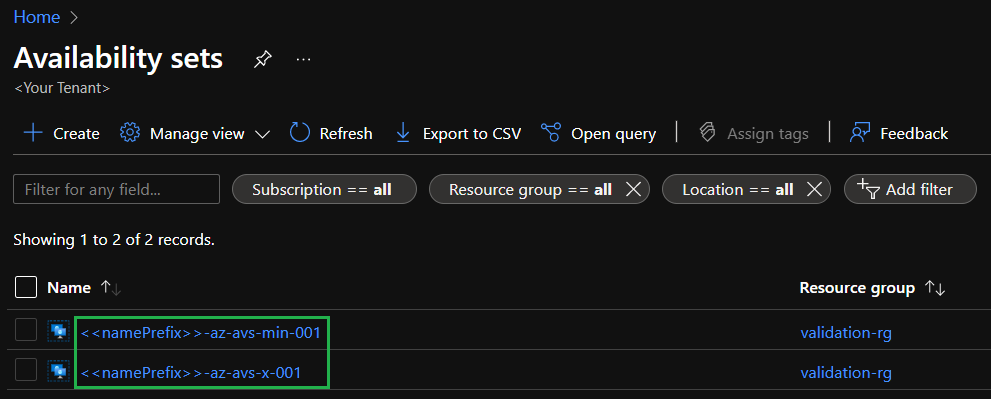 Home >
Availability sets ...
<Your Tenant>
+ Create Manage view Refresh Export to CSV Open query Assign tags Feedback
Filter for any field... Subscription == all Resource group == all Location == all Add filter
Showing 1 to 2 of 2 records.
Name Resource group
<<namePrefix>>-az-avs-min-001 validation-rg
<<namePrefix>>-az-avs-x-001 validation-rg